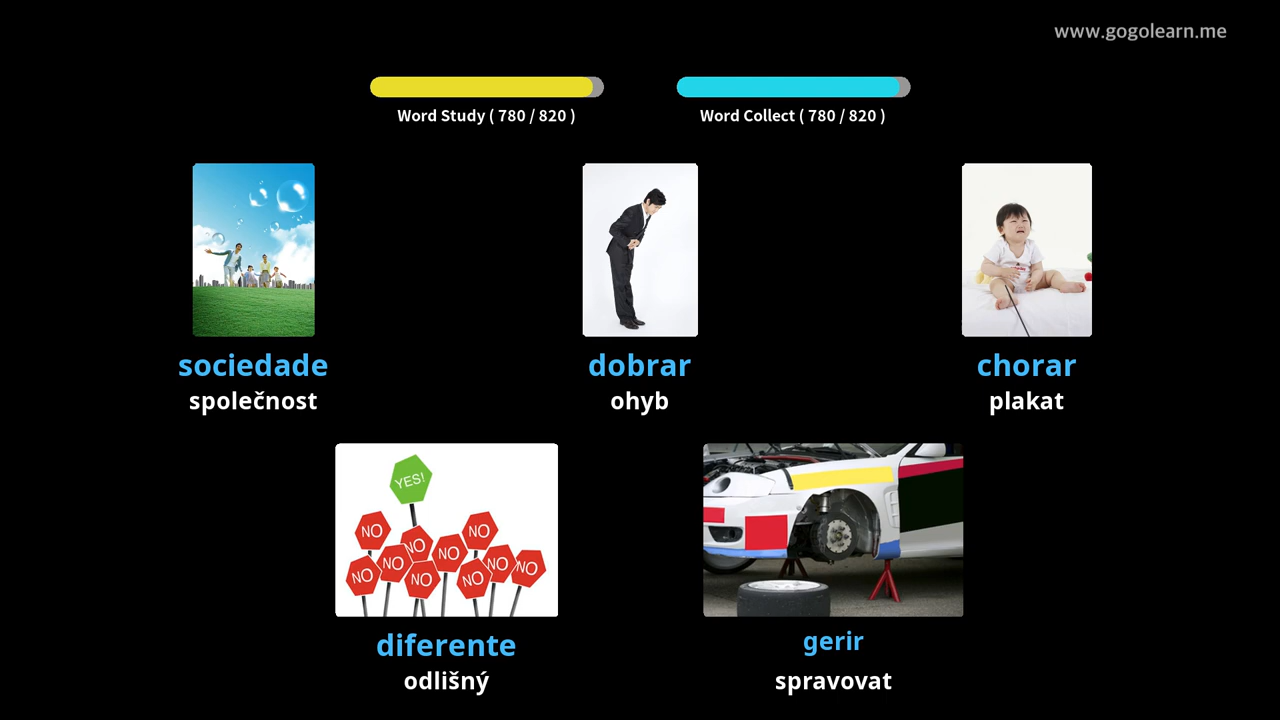 www.gogolearn.me
Word Study ( 780 / 820 )
Word Collect ( 780 / 820 )
sociedade
společnost
dobrar
ohyb
chorar
plakat
YES!
NO
NO
NO
NO
NO
NO
NO
NO
NO
NO
diferente
odlišný
gerir
spravovat